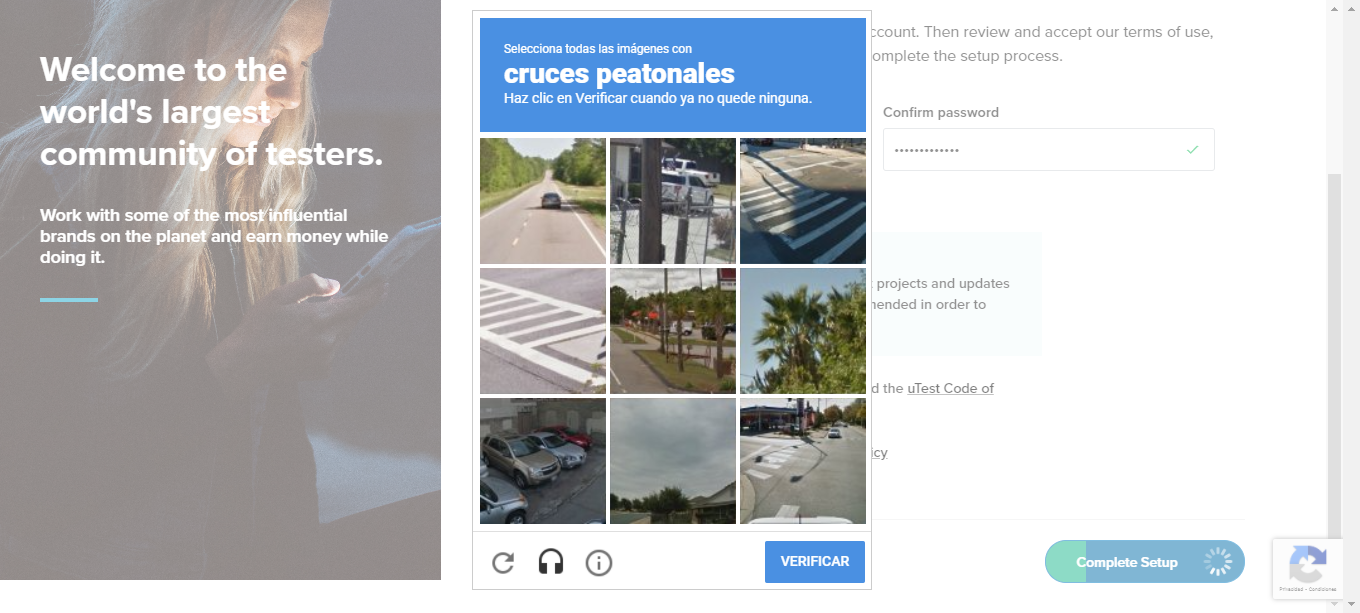 Welcome to the
world's largest
community of testers.
Work with some of the most influential
brands on the planet and earn money while
doing it.
Selecciona todas las imágenes con
cruces peatonales
Haz clic en Verificar cuando ya no quede ninguna.
VERIFICAR
ccount. Then review and accept our terms of use,
omplete the setup process.
Confirm password
projects and updates
mended in order to
d the uTest Code of
icy
Complete Setup
Privacidad - Condiciones